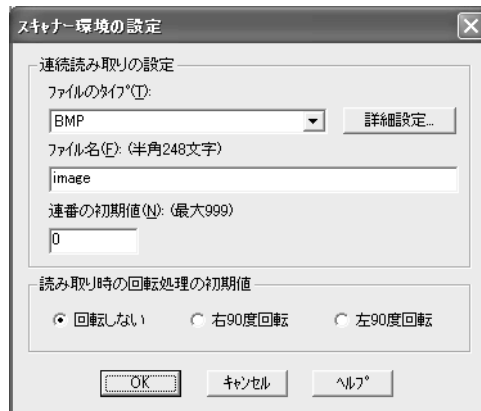 ｽｷｬﾅｰ環境の設定
連続読み取りの設定
ﾌｧｲﾙのﾀｲﾌﾟ(T):
BMP
詳細設定...
ﾌｧｲﾙ名(F): (半角248文字)
image
連番の初期値(N): (最大999)
0
読み取り時の回転処理の初期値
回転しない 右90度回転 左90度回転
OK ｷｬﾝｾﾙ ﾍﾙﾌﾟ